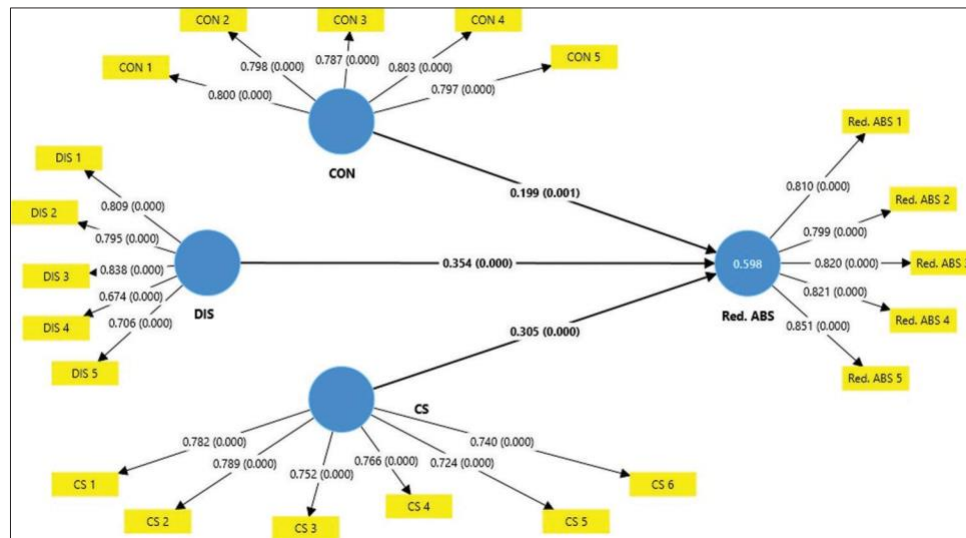 CON 2
CON 3
CON 4
CON 1
CON 5
0.798 (0.000)
0.787 (0.000)
0.803 (0.000)
0.800 (0.000)
0.797 (0.000)
CON
DIS 1
DIS 2
DIS 3
DIS 4
DIS 5
0.809 (0.000)
0.795 (0.000)
0.838 (0.000)
0.674 (0.000)
0.706 (0.000)
DIS
0.199 (0.001)
0.354 (0.000)
0.305 (0.000)
0.598
Red. ABS
0.810 (0.000)
0.799 (0.000)
0.820 (0.000)
0.821 (0.000)
0.851 (0.000)
Red. ABS 1
Red. ABS 2
Red. ABS
Red. ABS 4
Red. ABS 5
CS
0.782 (0.000)
0.789 (0.000)
0.752 (0.000)
0.766 (0.000)
0.724 (0.000)
0.740 (0.000)
CS 1
CS 2
CS 3
CS 4
CS 5
CS 6